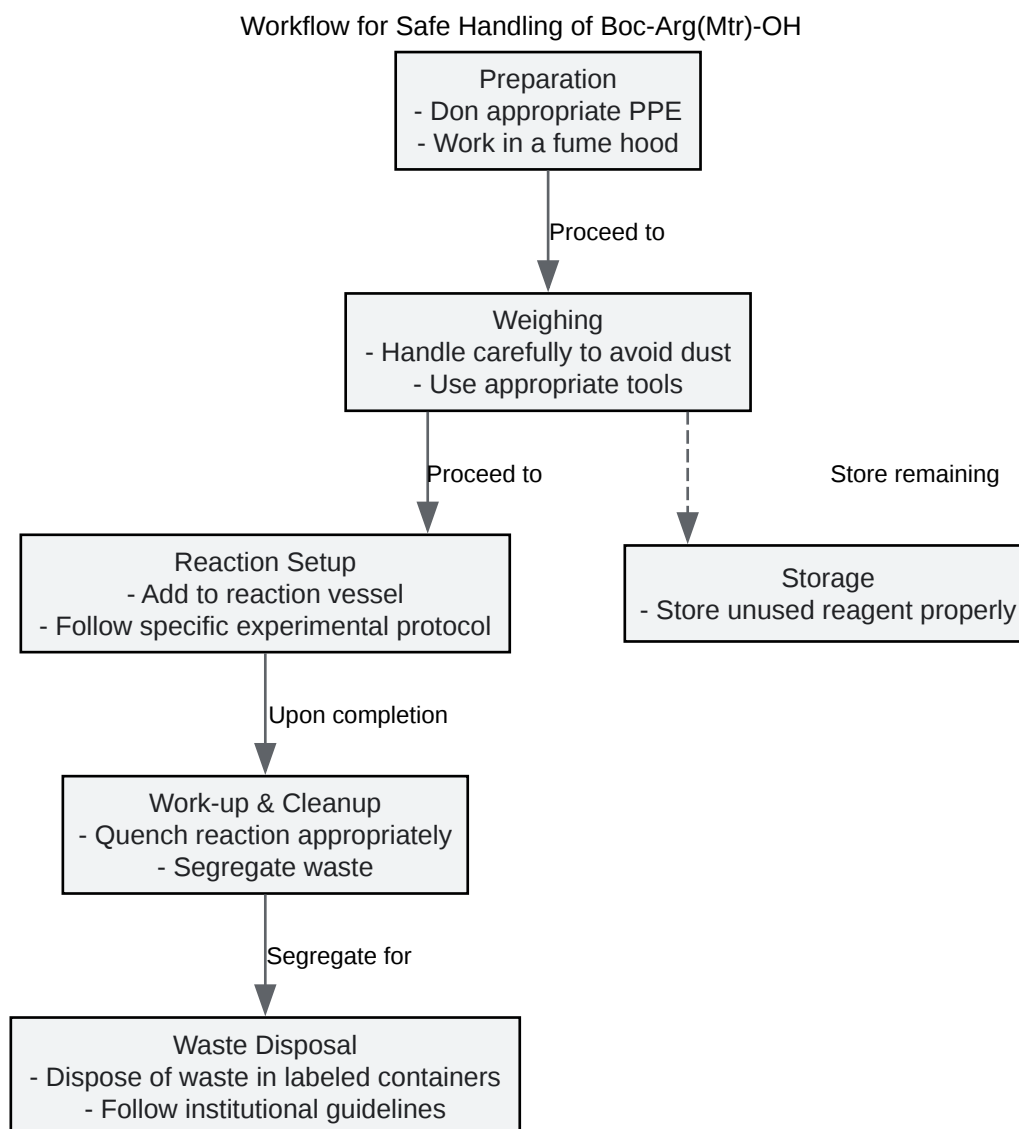 Workflow for Safe Handling of Boc-Arg(Mtr)-OH
Preparation
- Don appropriate PPE
- Work in a fume hood
Proceed to
Weighing
- Handle carefully to avoid dust
- Use appropriate tools
Proceed to
Store remaining
Reaction Setup
- Add to reaction vessel
- Follow specific experimental protocol
Storage
- Store unused reagent properly
Upon completion
Work-up & Cleanup
- Quench reaction appropriately
- Segregate waste
Segregate for
Waste Disposal
- Dispose of waste in labeled containers
- Follow institutional guidelines